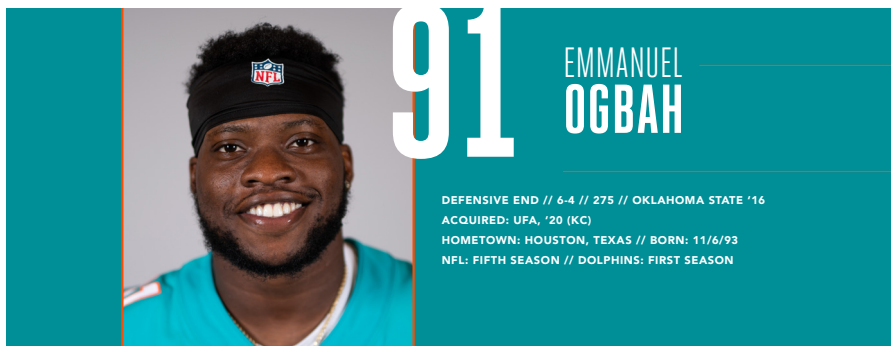 NFL
91
EMMANUEL
OGBAH
DEFENSIVE END // 6-4 // 275 // OKLAHOMA STATE ’16
ACQUIRED: UFA, ’20 (KC)
HOMETOWN: HOUSTON, TEXAS // BORN: 11/6/93
NFL: FIFTH SEASON // DOLPHINS: FIRST SEASON